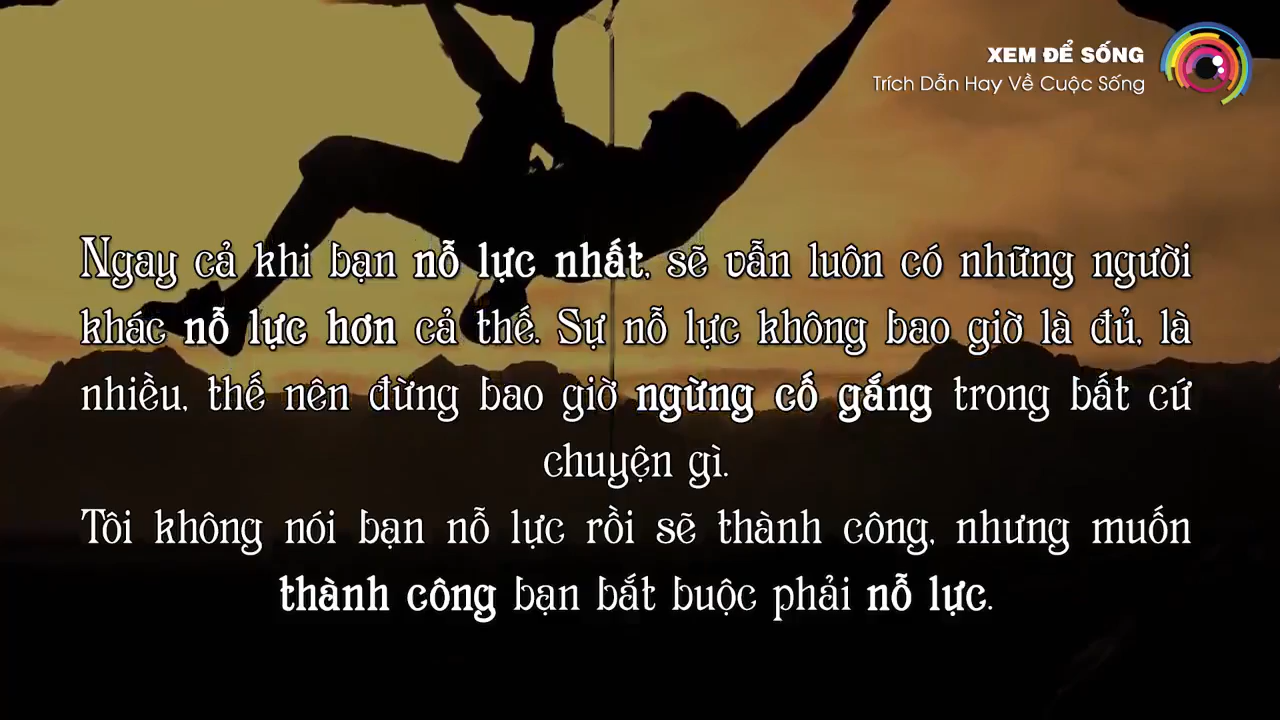 XEM ĐỂ SỐNG
Trích Dẫn Hay Về Cuộc Sống
Ngay cả khi bạn nỗ lực nhất, sẽ vẫn luôn có những người
khác nỗ lực hơn cả thế. Sự nỗ lực không bao giờ là đủ, là
nhiều, thế nên đừng bao giờ ngừng cố gắng trong bất cứ
chuyện gì.
Tôi không nói bạn nỗ lực rồi sẽ thành công, nhưng muốn
thành công bạn bắt buộc phải nỗ lực.